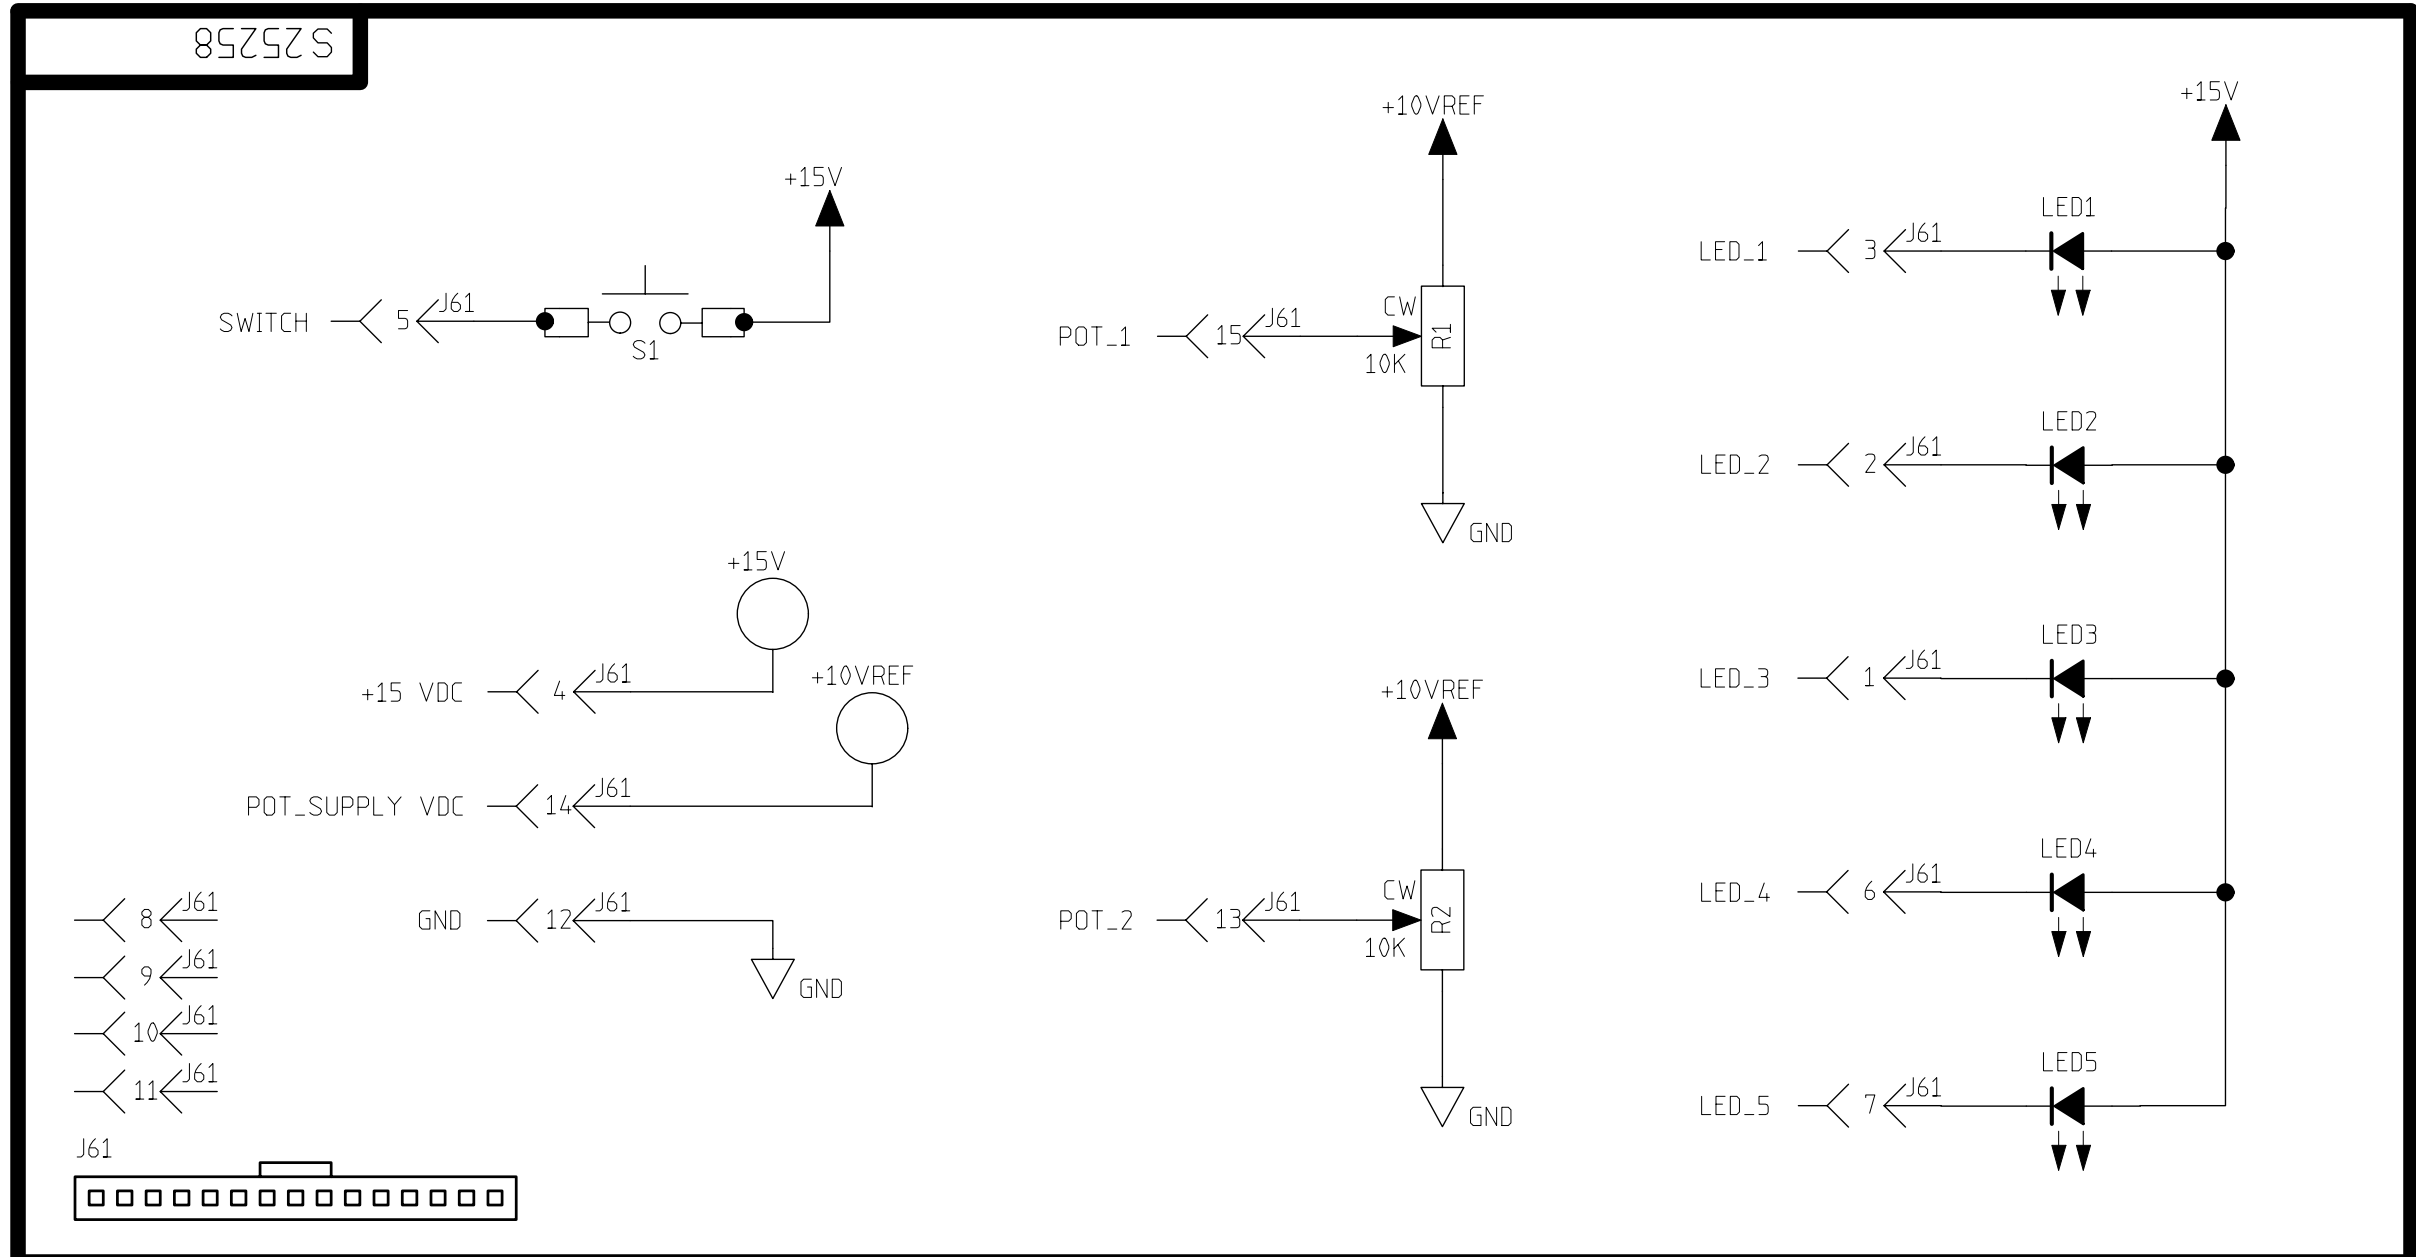 S25258
+15V
SWITCH 5 J61
S1
+15V
+15 VDC 4 J61
+10VREF
POT_SUPPLY VDC 14 J61
GND 12 J61
GND
8 J61
9 J61
10 J61
11 J61
J61
+10VREF
CW
POT_1 15 J61
R1
10K
GND
+10VREF
CW
POT_2 13 J61
R2
10K
GND
+15V
LED1
LED_1 3 J61
LED2
LED_2 2 J61
LED3
LED_3 1 J61
LED4
LED_4 6 J61
LED5
LED_5 7 J61